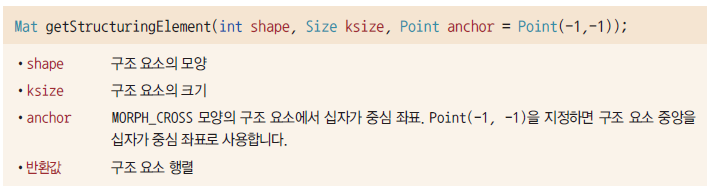 Mat getStructuringElement(int shape, Size ksize, Point anchor = Point(-1,-1));
• shape 구조 요소의 모양
• ksize 구조 요소의 크기
• anchor MORPH_CROSS 모양의 구조 요소에서 십자가 중심 좌표. Point(-1, -1)을 지정하면 구조 요소 중앙을
십자가 중심 좌표로 사용합니다.
• 반환값 구조 요소 행렬